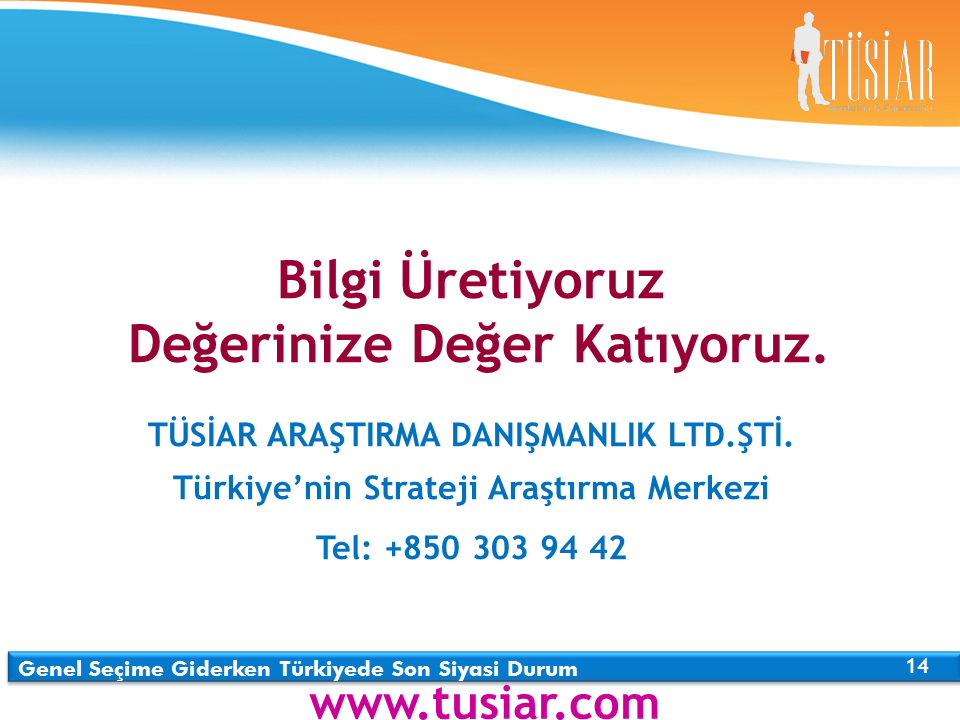 TÜSİAR
Bilgi Üretiyoruz
Değerinize Değer Katıyoruz.
TÜSİAR ARAŞTIRMA DANIŞMANLIK LTD.ŞTİ.
Türkiye’nin Strateji Araştırma Merkezi
Tel: +850 303 94 42
Genel Seçime Giderken Türkiyede Son Siyasi Durum
14
www.tusiar.com